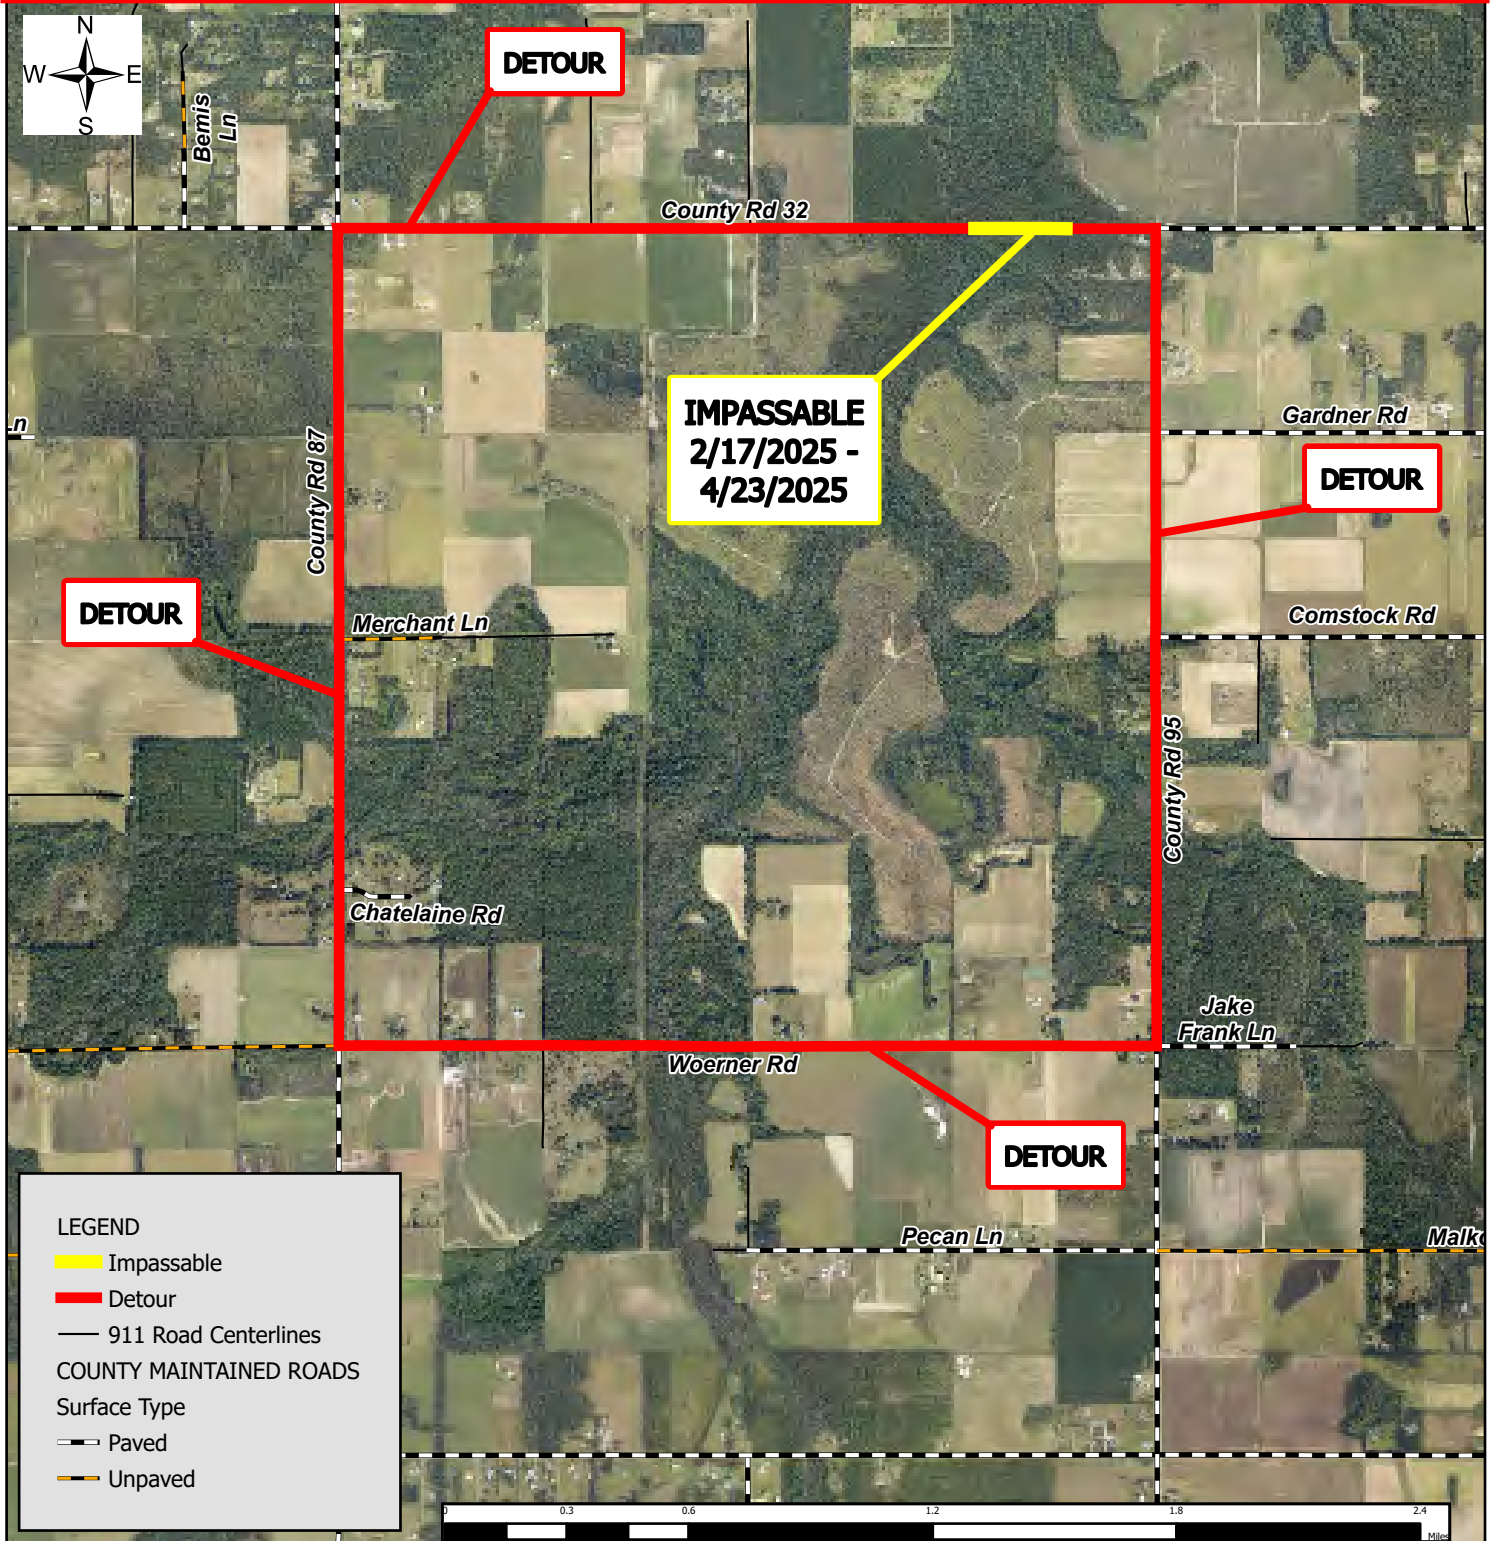 N
W E
S
Bemis
Ln
DETOUR
County Rd 32
Ln
County Rd 87
IMPASSABLE
2/17/2025 -
4/23/2025
Gardner Rd
DETOUR
DETOUR
Merchant Ln
Comstock Rd
County Rd 95
Chatelaine Rd
Jake
Frank Ln
Woerner Rd
DETOUR
Pecan Ln
LEGEND
Impassable
Detour
911 Road Centerlines
COUNTY MAINTAINED ROADS
Surface Type
Paved
Unpaved
0 0.3 0.6 1.2 1.8 2.4
Miles